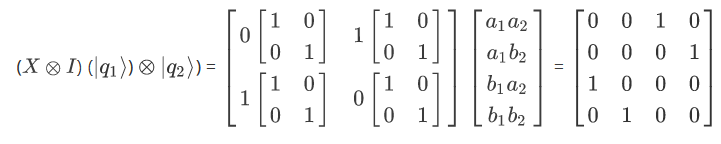 (X ⊗ I) (|q₁⟩) ⊗ |q₂⟩) = [ 0 [ 1 0 ; 0 1 ] 1 [ 1 0 ; 0 1 ] ; 1 [ 1 0 ; 0 1 ] 0 [ 1 0 ; 0 1 ] ] [ a₁a₂ ; a₁b₂ ; b₁a₂ ; b₁b₂ ] = [ 0 0 1 0 ; 0 0 0 1 ; 1 0 0 0 ; 0 1 0 0 ]